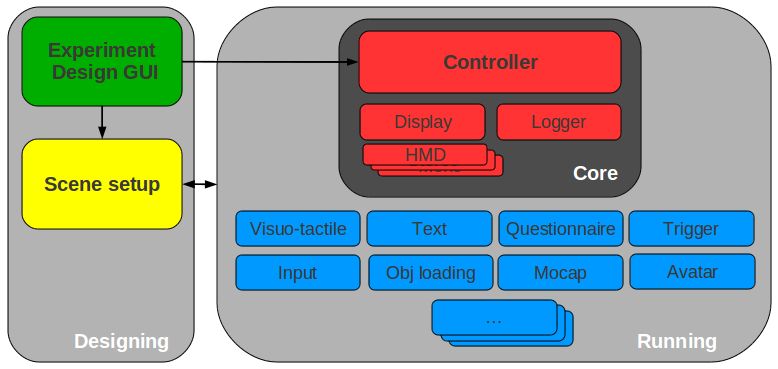 Experiment
Design GUI
Scene setup
Designing
Controller
Display
Logger
HMD
Core
Visuo-tactile
Text
Questionnaire
Trigger
Input
Obj loading
Mocap
Avatar
...
Running